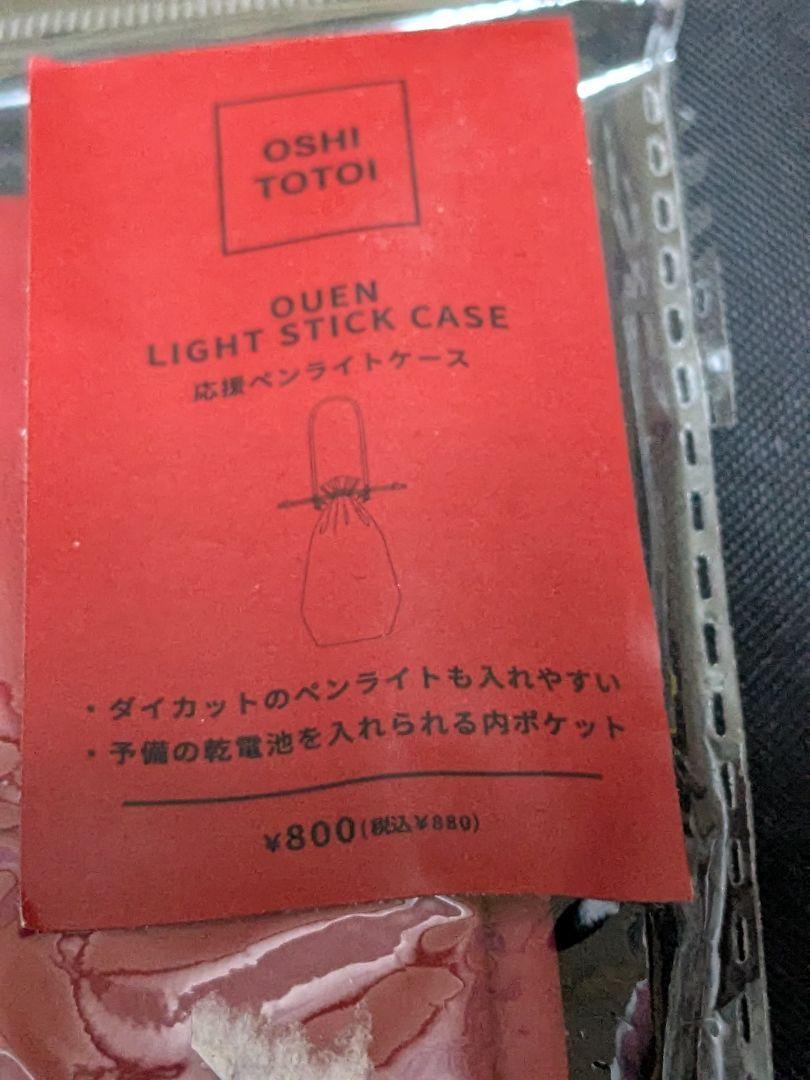 OSHI
TOTOI
OUEN
LIGHT STICK CASE
応援ペンライトケース
・ダイカットのペンライトも入れやすい
・予備の乾電池を入れられる内ポケット
¥800(税込¥880)